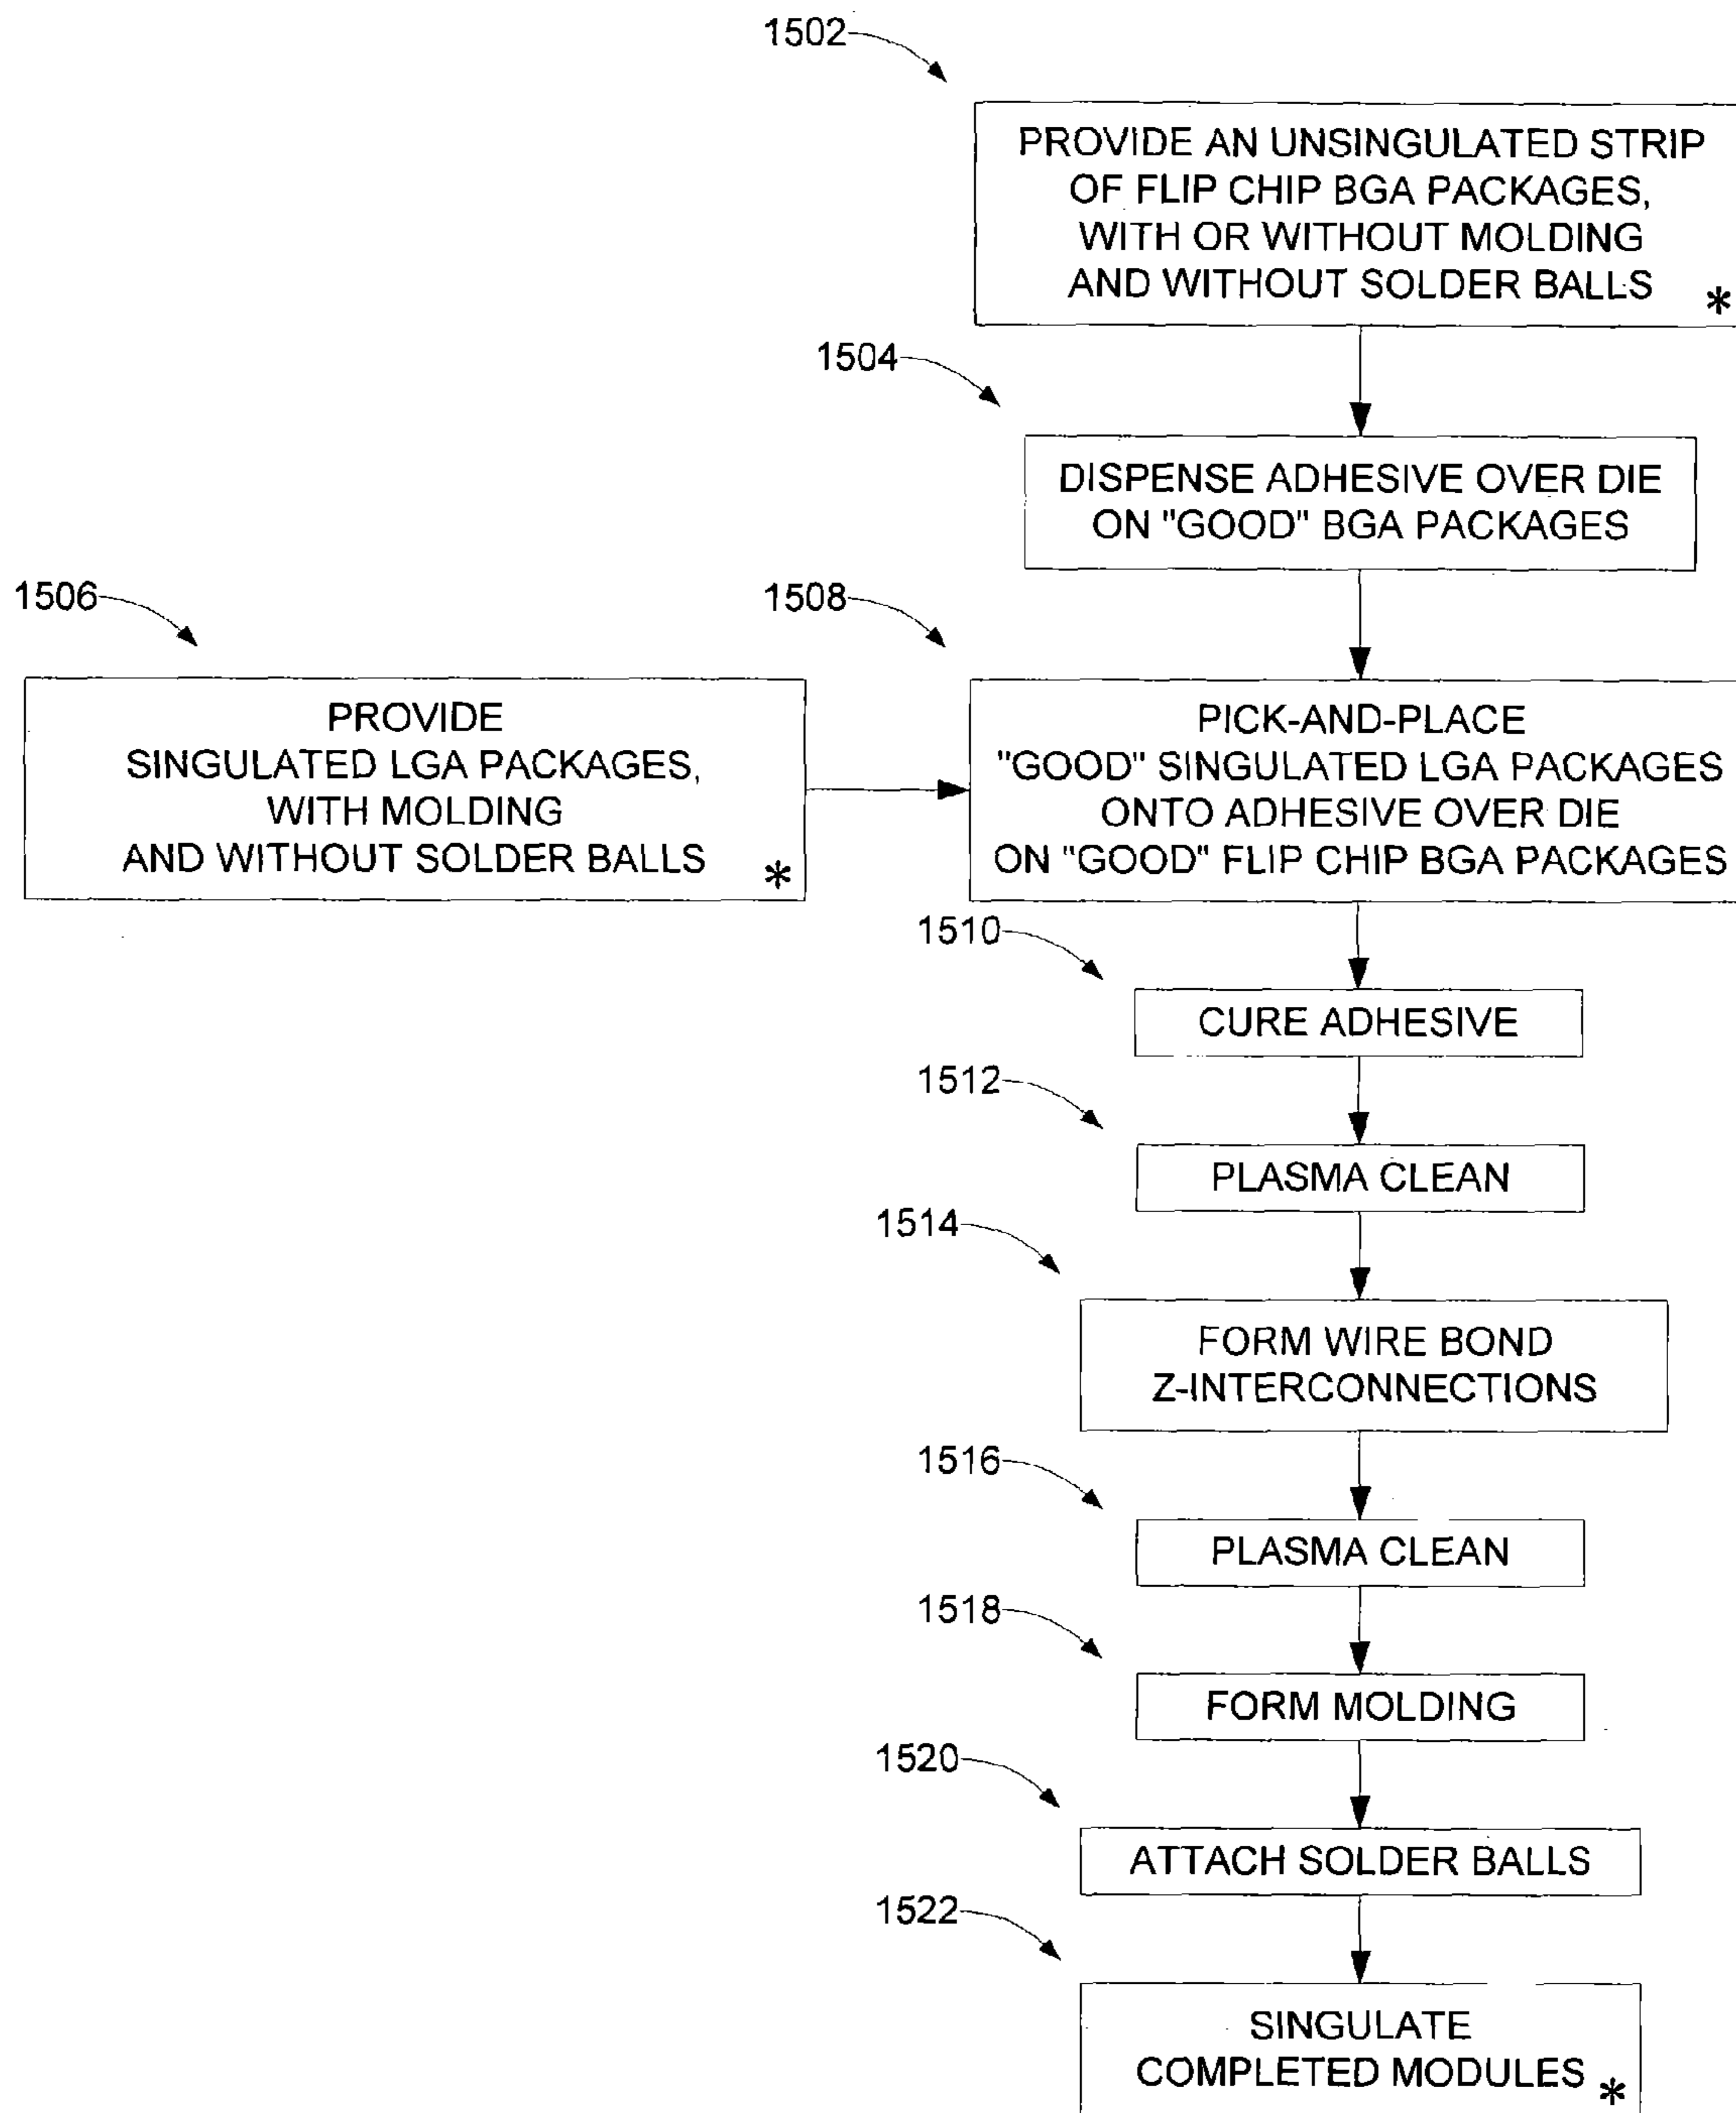 1502
PROVIDE AN UNSINGULATED STRIP
OF FLIP CHIP BGA PACKAGES,
WITH OR WITHOUT MOLDING
AND WITHOUT SOLDER BALLS *
1504
DISPENSE ADHESIVE OVER DIE
ON "GOOD" BGA PACKAGES
1506
PROVIDE
SINGULATED LGA PACKAGES,
WITH MOLDING
AND WITHOUT SOLDER BALLS *
1508
PICK-AND-PLACE
"GOOD" SINGULATED LGA PACKAGES
ONTO ADHESIVE OVER DIE
ON "GOOD" FLIP CHIP BGA PACKAGES
1510
CURE ADHESIVE
1512
PLASMA CLEAN
1514
FORM WIRE BOND
Z-INTERCONNECTIONS
1516
PLASMA CLEAN
1518
FORM MOLDING
1520
ATTACH SOLDER BALLS
1522
SINGULATE
COMPLETED MODULES *